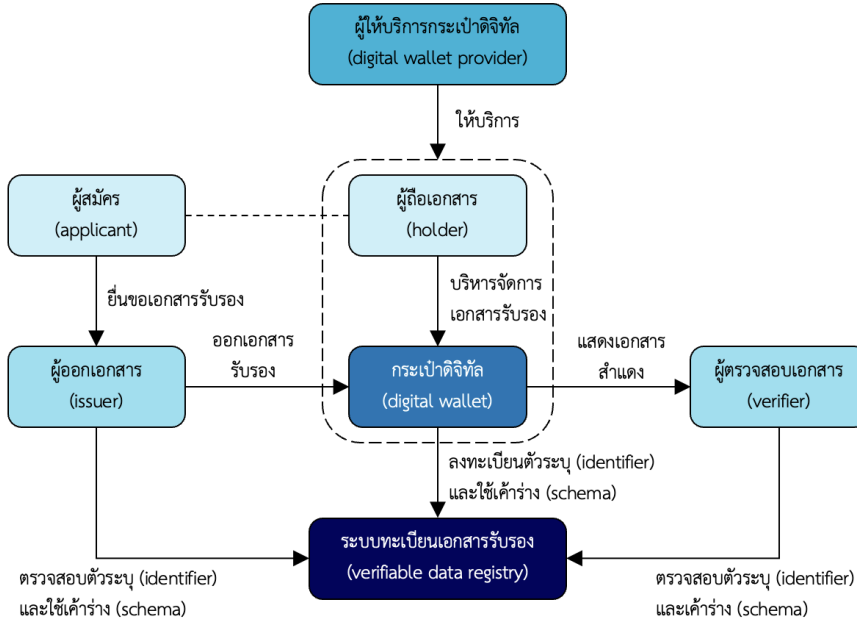 ผู้ให้บริการกระเป๋าดิจิทัล
(digital wallet provider)
ให้บริการ
ผู้สมัคร
(applicant)
ผู้ถือเอกสาร
(holder)
ยื่นขอเอกสารรับรอง
บริหารจัดการ
เอกสารรับรอง
ผู้ออกเอกสาร
(issuer)
ออกเอกสาร
รับรอง
กระเป๋าดิจิทัล
(digital wallet)
แสดงเอกสาร
สำแดง
ผู้ตรวจสอบเอกสาร
(verifier)
ลงทะเบียนตัวระบุ (identifier)
และใช้เค้าร่าง (schema)
ระบบทะเบียนเอกสารรับรอง
(verifiable data registry)
ตรวจสอบตัวระบุ (identifier)
และใช้เค้าร่าง (schema)
ตรวจสอบตัวระบุ (identifier)
และเค้าร่าง (schema)